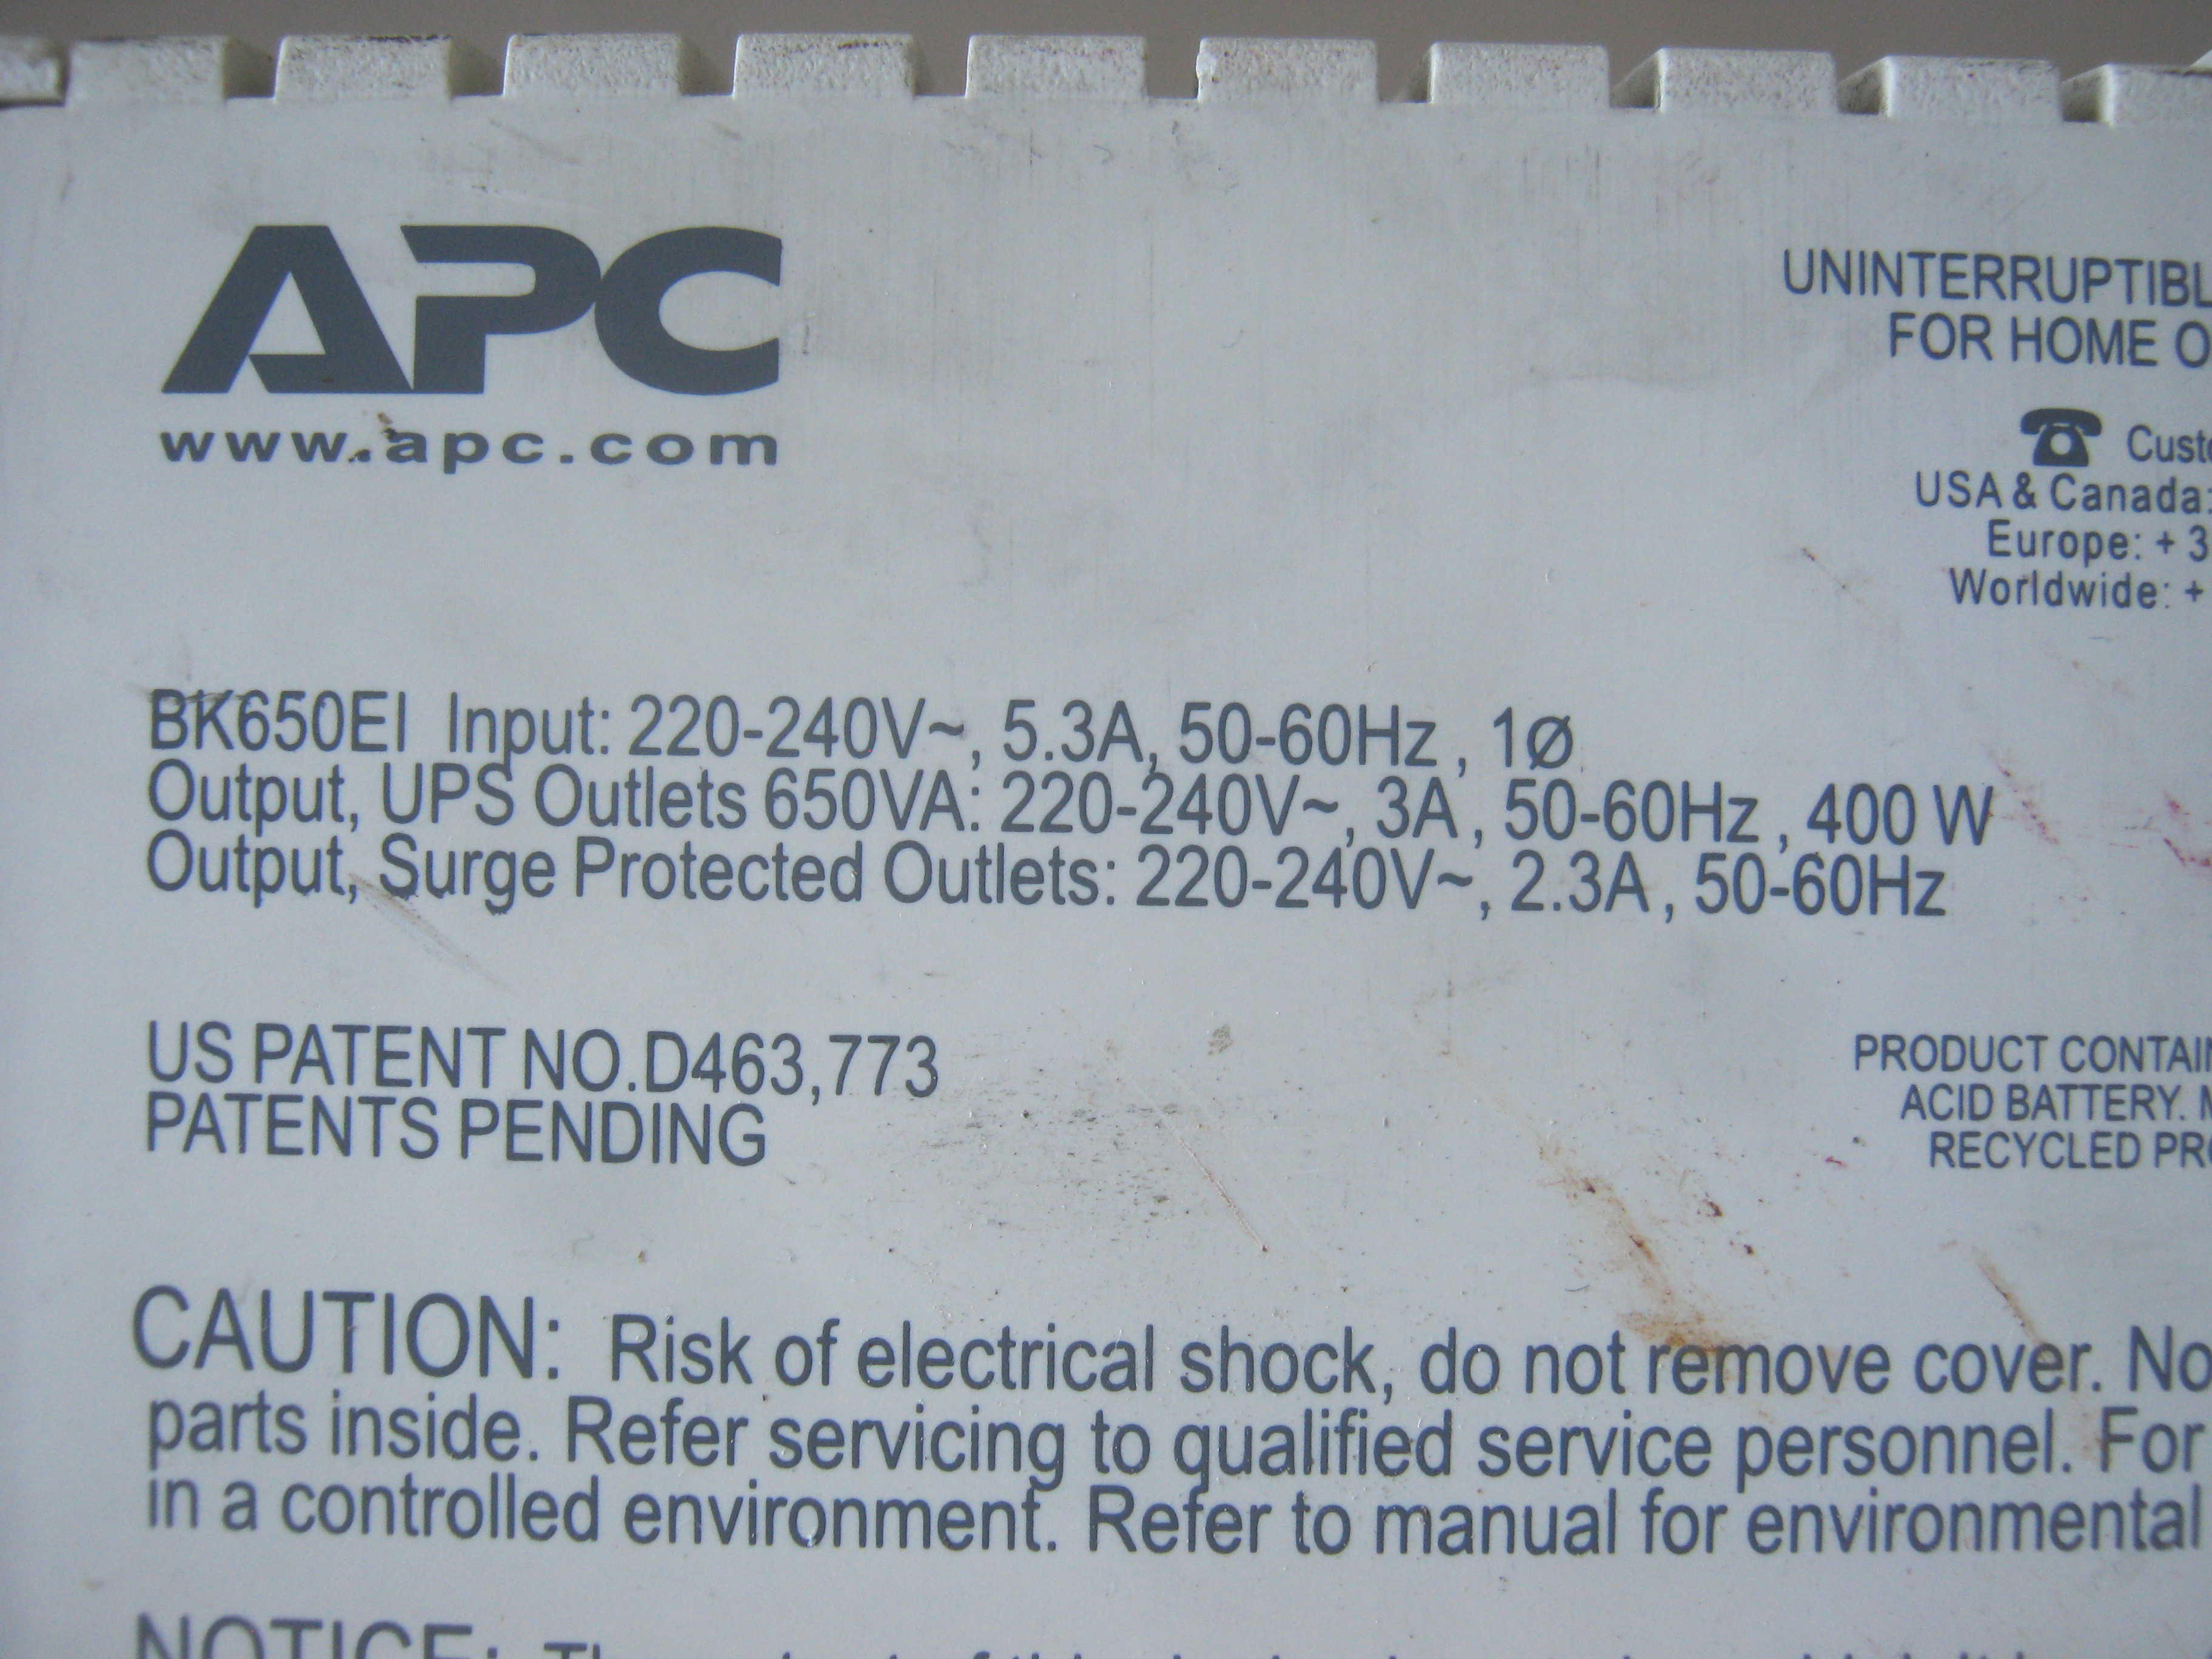 APC
www.apc.com
UNINTERRUPTIBL
FOR HOME O
Custo
USA & Canada:
Europe: + 3
Worldwide: +
BK650EI Input: 220-240V~, 5.3A, 50-60Hz , 1Ø
Output, UPS Outlets 650VA: 220-240V~, 3A , 50-60Hz , 400 W
Output, Surge Protected Outlets: 220-240V~, 2.3A , 50-60Hz
US PATENT NO.D463,773
PATENTS PENDING
PRODUCT CONTAIN
ACID BATTERY. M
RECYCLED PRO
CAUTION: Risk of electrical shock, do not remove cover. No
parts inside. Refer servicing to qualified service personnel. For
in a controlled environment. Refer to manual for environmental
NOTICE: